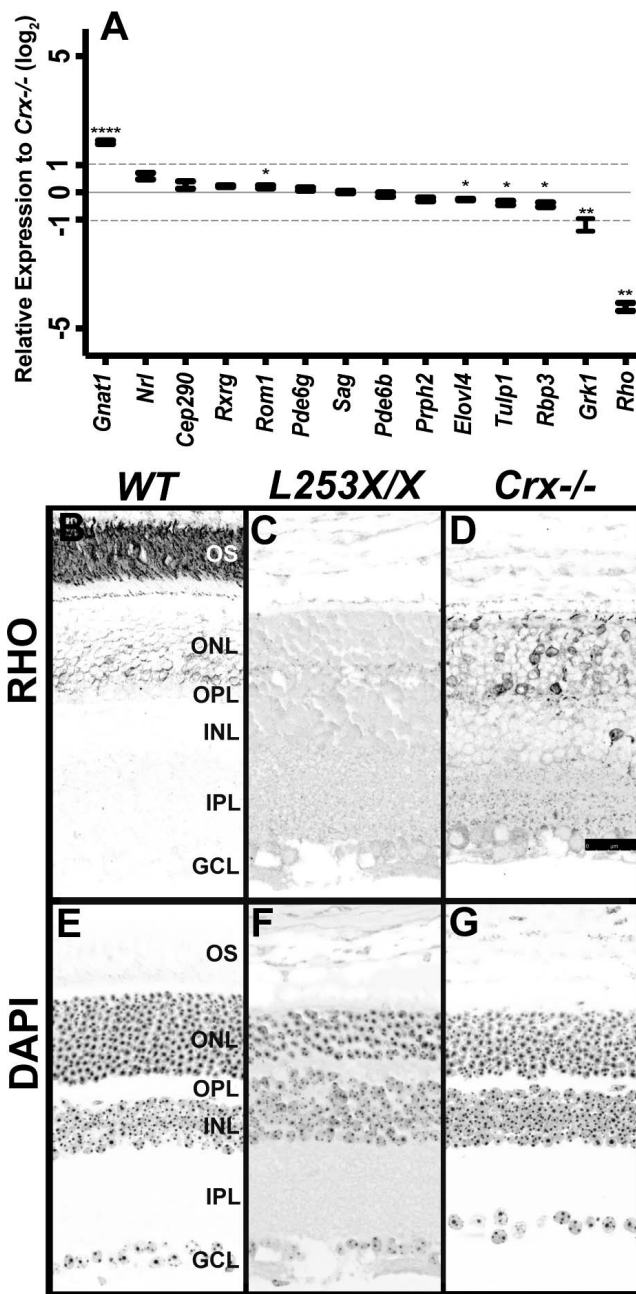 A
Relative Expression to Crx-/- (log2)
5
1
0
-1
-5
****
*
*
*
*
**
**
Gnat1
Nrl
Cep290
Rxrg
Rom1
Pde6g
Sag
Pde6b
Prph2
Elovl4
Tulp1
Rbp3
Grk1
Rho
WT L253X/X Crx-/-
RHO
B C D
OS
ONL
OPL
INL
IPL
GCL
DAPI
E F G
OS
ONL
OPL
INL
IPL
GCL